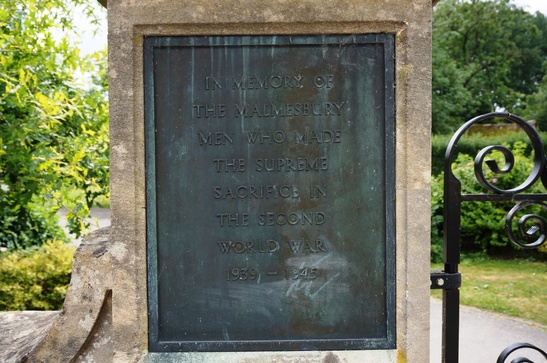 IN MEMORY OF
THE MALMESBURY
MEN WHO MADE
THE SUPREME
SACRIFICE IN
THE SECOND
WORLD WAR
1939 – 1945